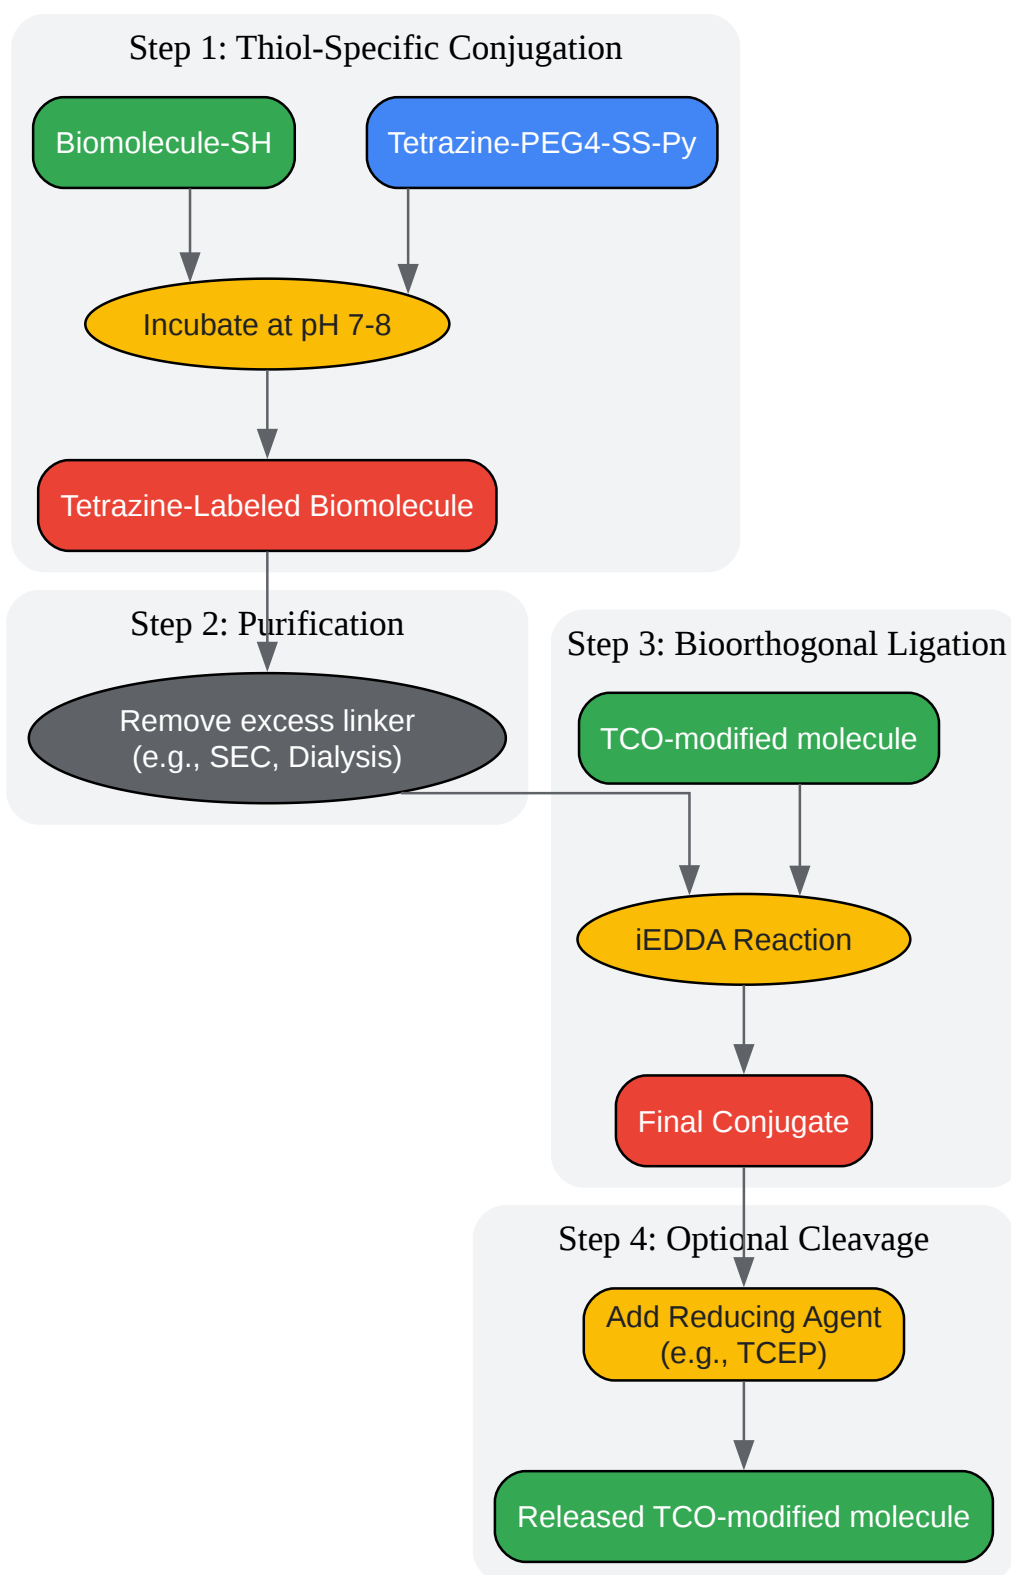 Step 1: Thiol-Specific Conjugation
Biomolecule-SH
Tetrazine-PEG4-SS-Py
Incubate at pH 7-8
Tetrazine-Labeled Biomolecule
Step 2: Purification
Remove excess linker
(e.g., SEC, Dialysis)
Step 3: Bioorthogonal Ligation
TCO-modified molecule
iEDDA Reaction
Final Conjugate
Step 4: Optional Cleavage
Add Reducing Agent
(e.g., TCEP)
Released TCO-modified molecule